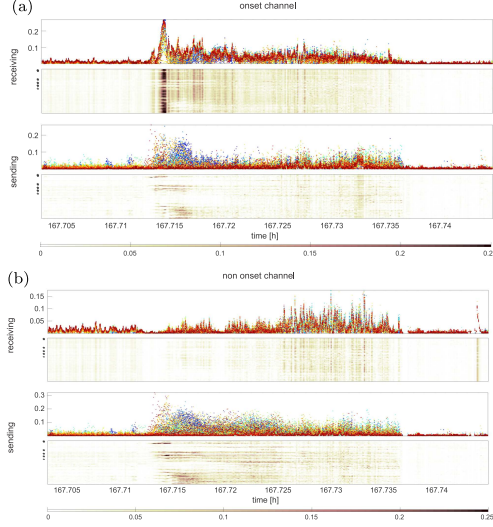 (a)
onset channel
receiving
0.2
0.1
sending
0.2
0.1
167.705 167.71 167.715 167.72 167.725 167.73 167.735 167.74
time [h]
0 0.05 0.1 0.15 0.2 0.2
(b)
non onset channel
receiving
0.15
0.1
0.05
sending
0.3
0.2
0.1
167.705 167.71 167.715 167.72 167.725 167.73 167.735 167.74
time [h]
0 0.05 0.1 0.15 0.2 0.25